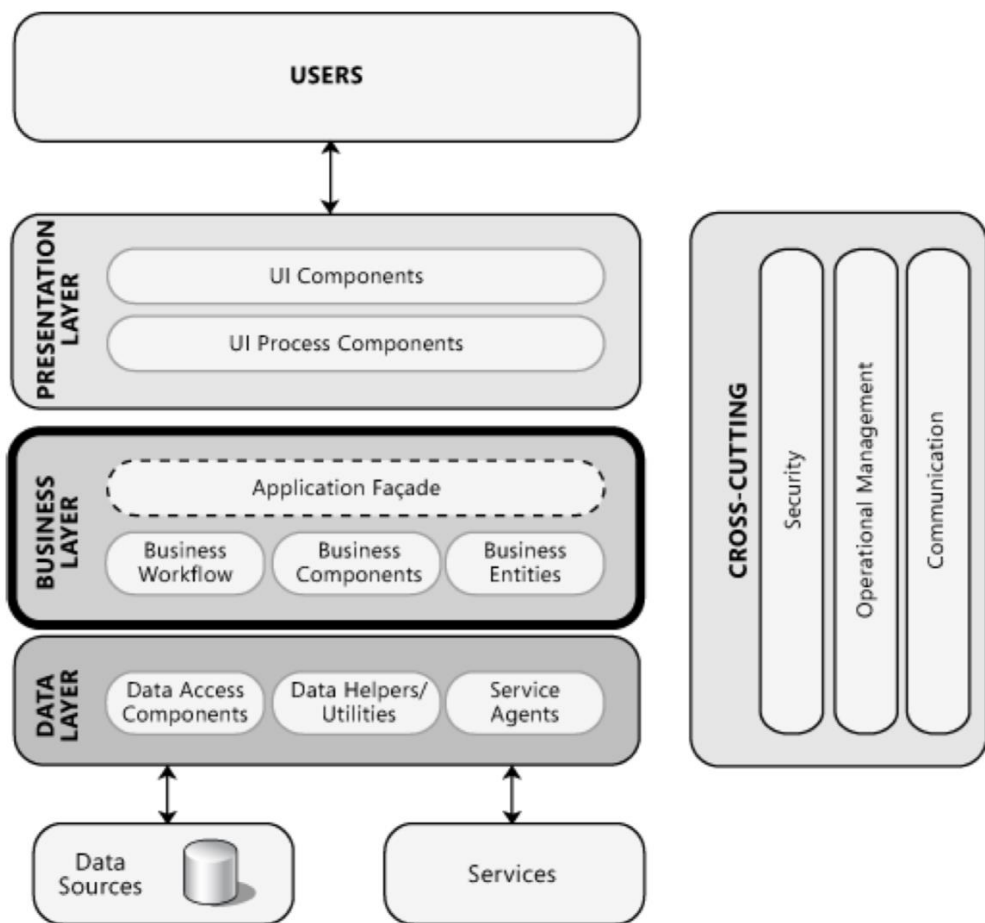 USERS
PRESENTATION
LAYER
UI Components
UI Process Components
BUSINESS
LAYER
Application Façade
Business
Workflow
Business
Components
Business
Entities
DATA
LAYER
Data Access
Components
Data Helpers/
Utilities
Service
Agents
Data
Sources
Services
CROSS-CUTTING
Security
Operational Management
Communication